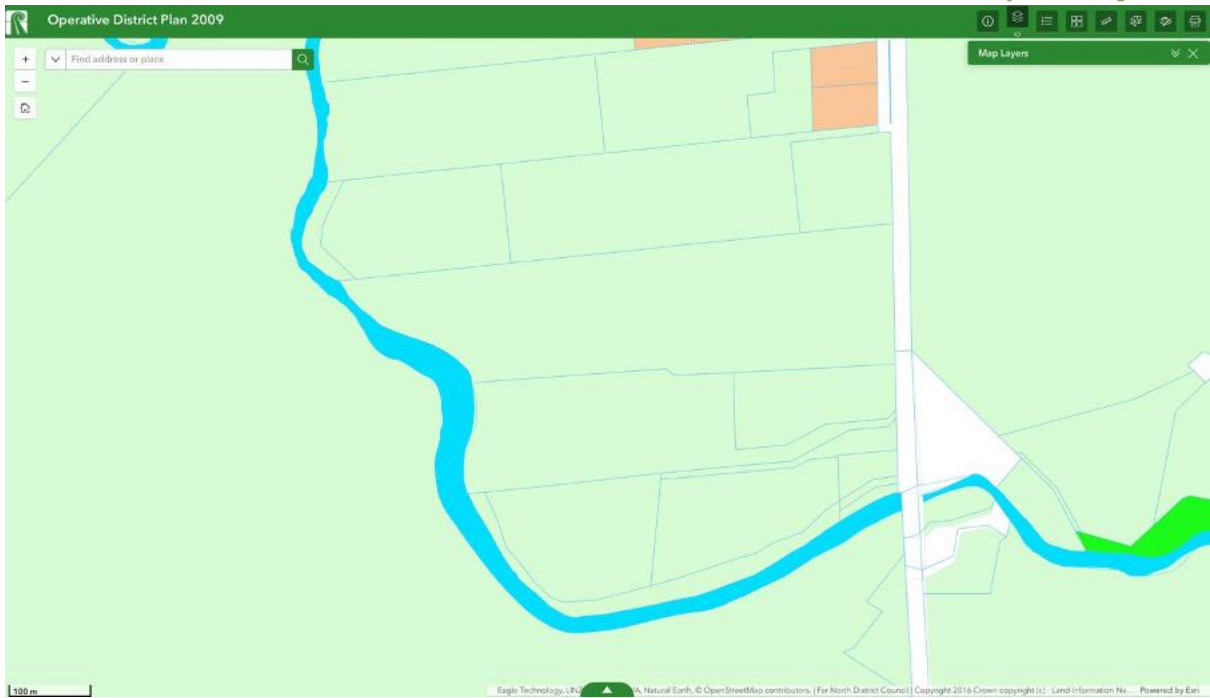 Operative District Plan 2009
Find address or place
Map Layers
+
−
100 m
Natural Earth, © OpenStreetMap contributors. | Far North District Council | Copyright 2016 Crown copyright (c) - Land Information Ne... Powered by Esri
Eagle Technology,